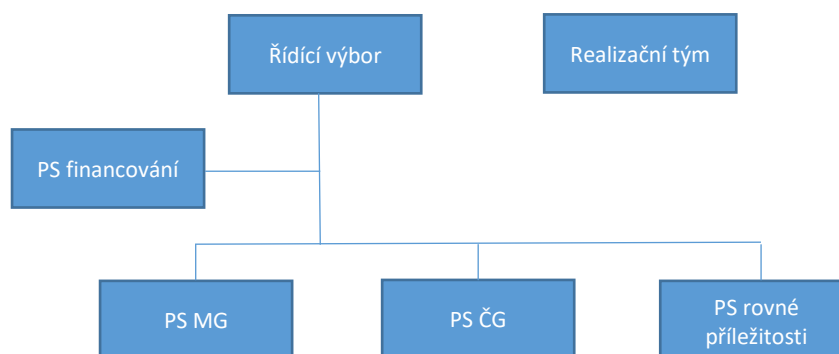 Řídící výbor
Realizační tým
PS financování
PS MG
PS ČG
PS rovné
příležitosti